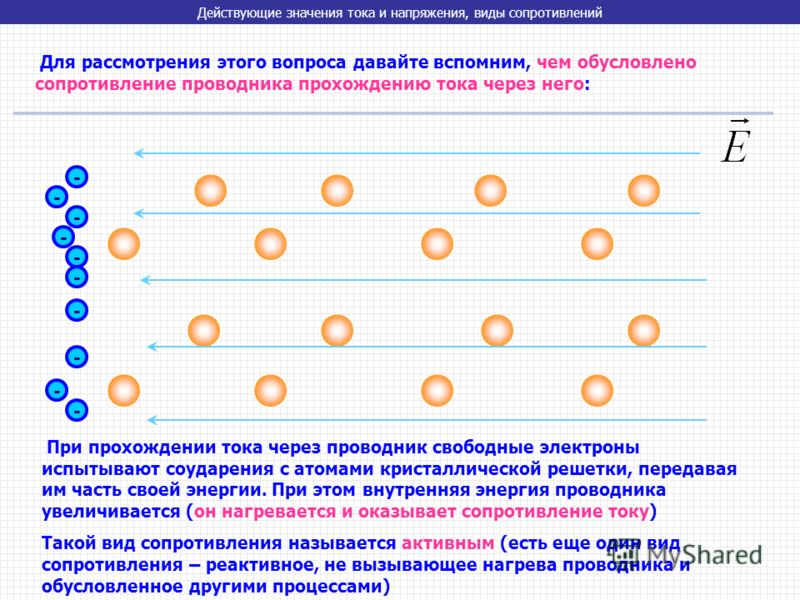 Действующие значения тока и напряжения, виды сопротивлений
Для рассмотрения этого вопроса давайте вспомним, чем обусловлено
сопротивление проводника прохождению тока через него:
E
-
-
-
-
-
-
-
-
-
-
При прохождении тока через проводник свободные электроны
испытывают соударения с атомами кристаллической решетки, передавая
им часть своей энергии. При этом внутренняя энергия проводника
увеличивается (он нагревается и оказывает сопротивление току)
Такой вид сопротивления называется активным (есть еще один вид
сопротивления – реактивное, не вызывающее нагрева проводника и
обусловленное другими процессами)
MyShared